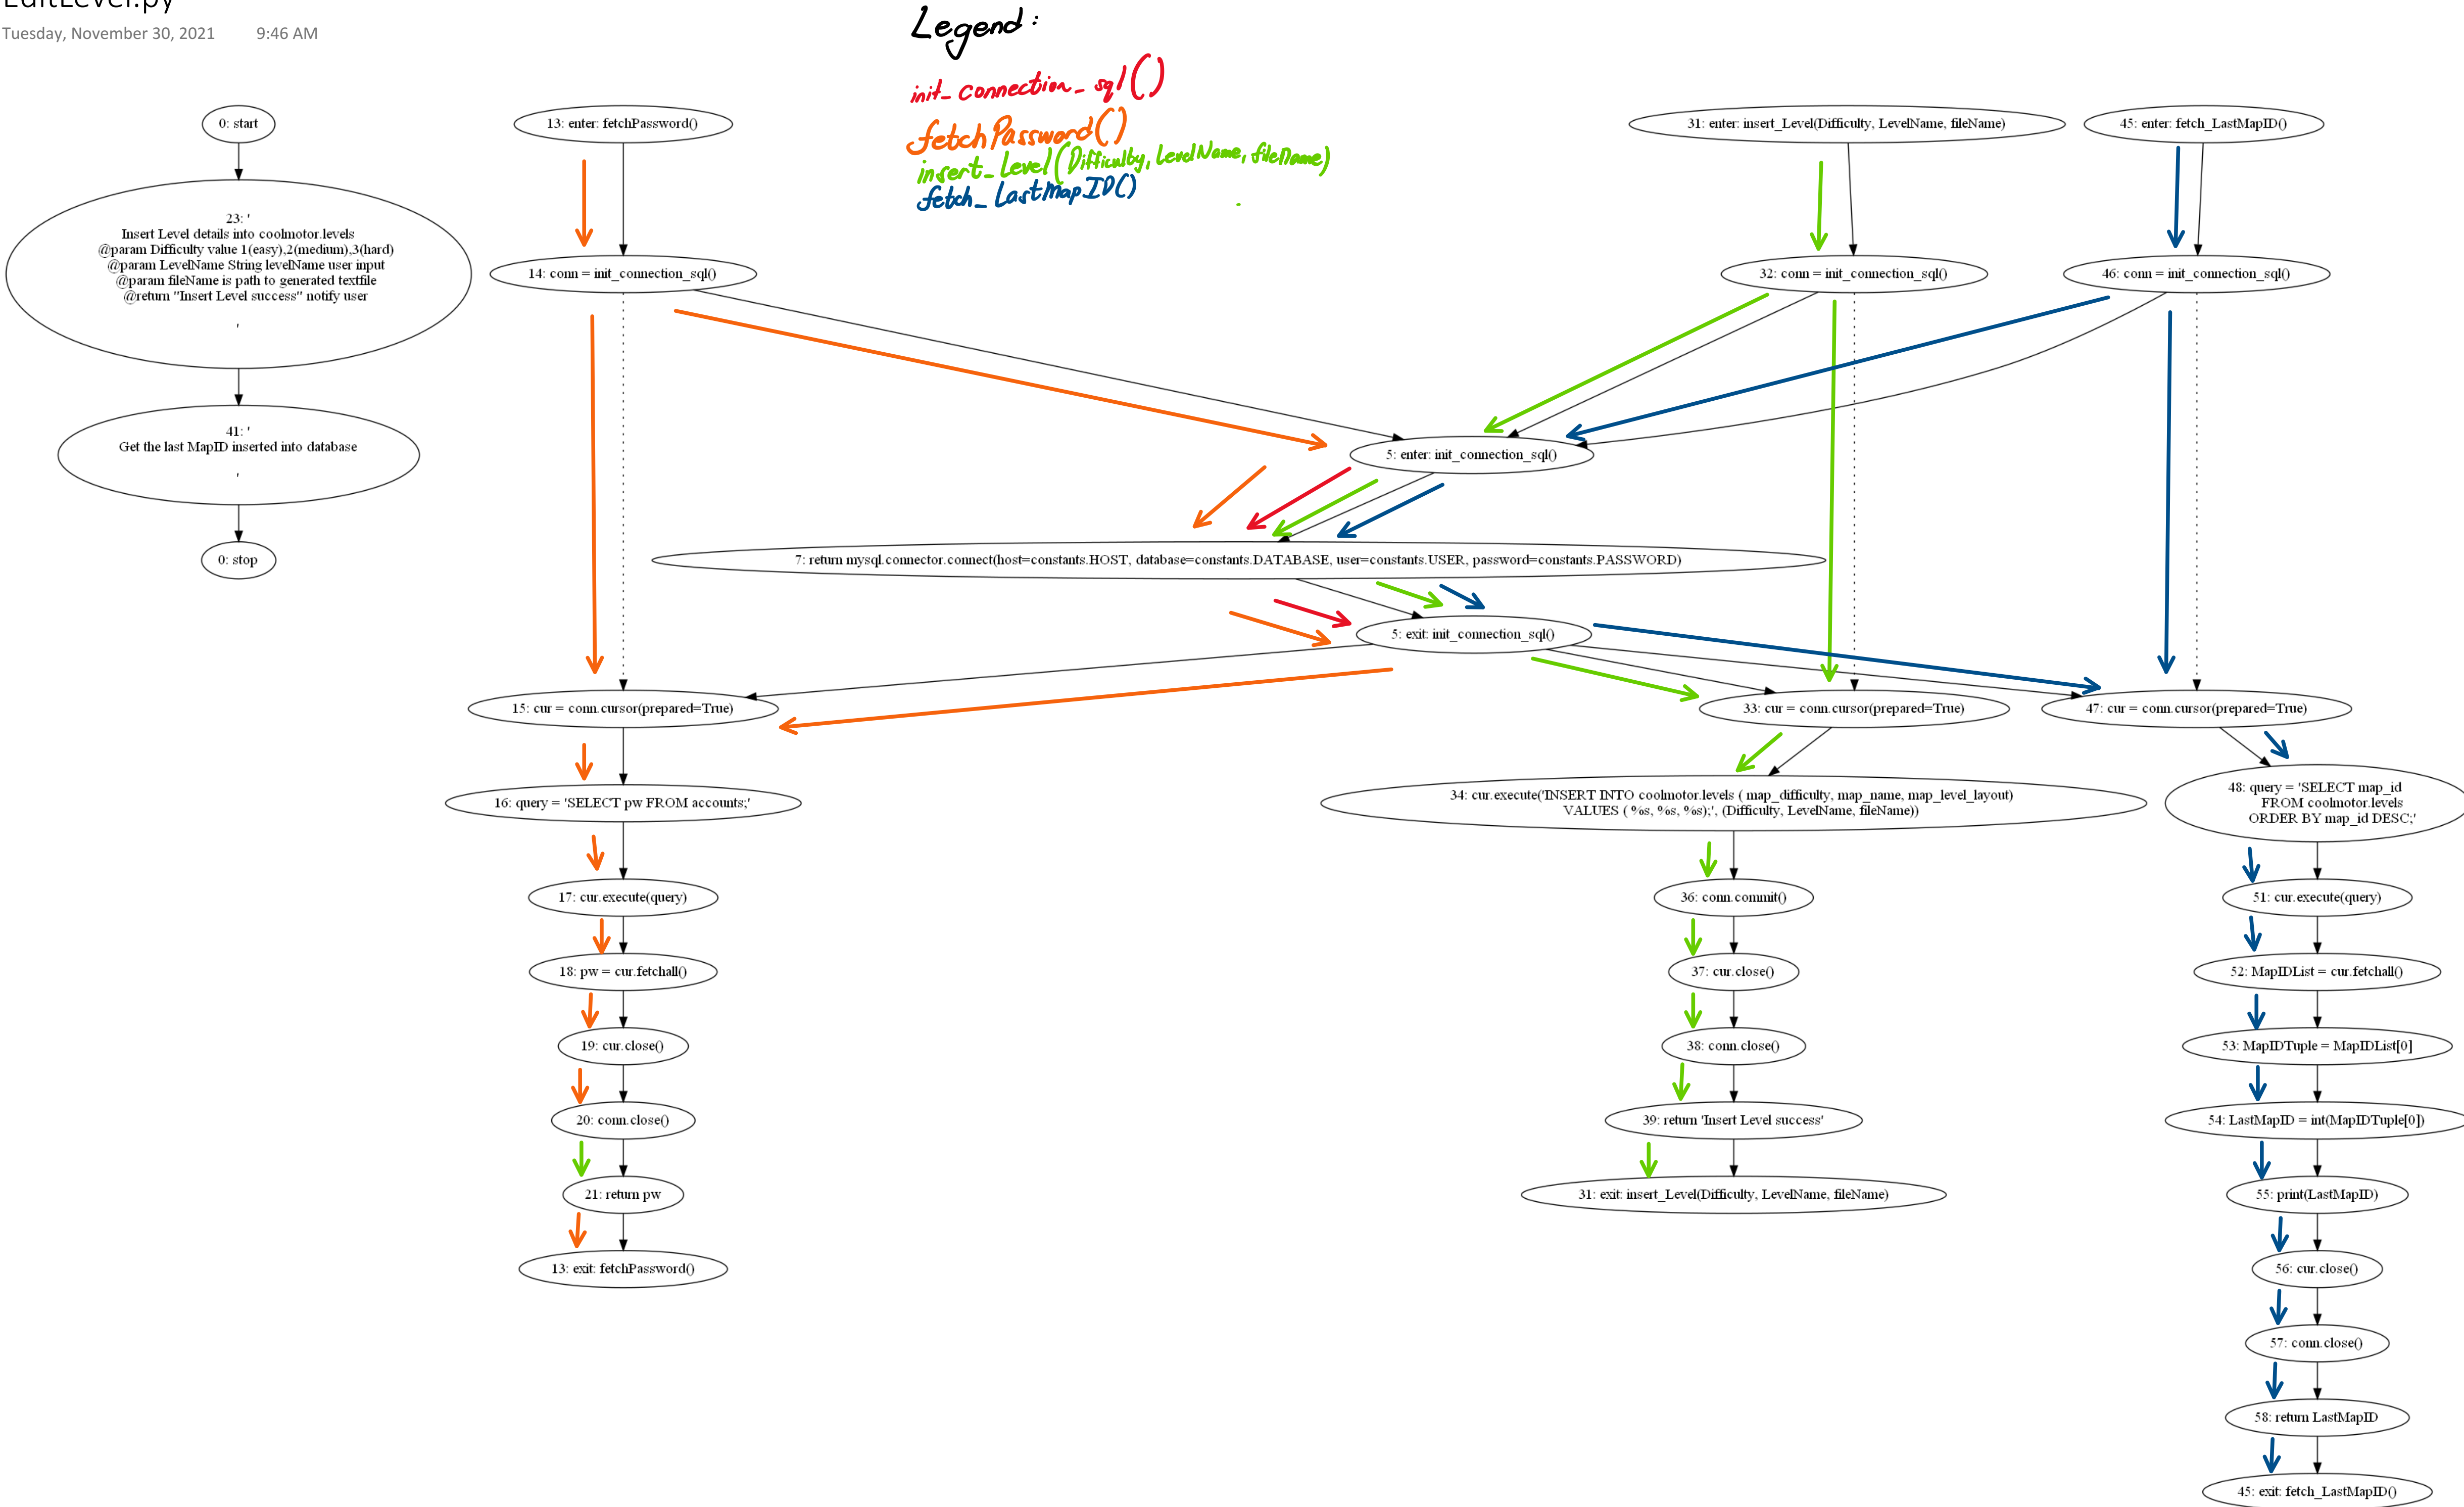 EditLevel.py
Tuesday, November 30, 2021 9:46 AM
Legend:
init_connection_sql()
fetchPassword()
insert_Level(Difficulty, LevelName, fileName)
fetch_LastMapID()
0: start
23: '
Insert Level details into coolmotor.levels
@param Difficulty value 1(easy),2(medium),3(hard)
@param LevelName String levelName user input
@param fileName is path to generated textfile
@return "Insert Level success" notify user
'
41: '
Get the last MapID inserted into database
'
0: stop
13: enter: fetchPassword()
14: conn = init_connection_sql()
31: enter: insert_Level(Difficulty, LevelName, fileName)
32: conn = init_connection_sql()
45: enter: fetch_LastMapID()
46: conn = init_connection_sql()
5: enter: init_connection_sql()
7: return mysql.connector.connect(host=constants.HOST, database=constants.DATABASE, user=constants.USER, password=constants.PASSWORD)
5: exit: init_connection_sql()
15: cur = conn.cursor(prepared=True)
16: query = 'SELECT pw FROM accounts;'
17: cur.execute(query)
18: pw = cur.fetchall()
19: cur.close()
20: conn.close()
21: return pw
13: exit: fetchPassword()
33: cur = conn.cursor(prepared=True)
34: cur.execute('INSERT INTO coolmotor.levels ( map_difficulty, map_name, map_level_layout)
VALUES ( %s, %s, %s);', (Difficulty, LevelName, fileName))
36: conn.commit()
37: cur.close()
38: conn.close()
39: return 'Insert Level success'
31: exit: insert_Level(Difficulty, LevelName, fileName)
47: cur = conn.cursor(prepared=True)
48: query = 'SELECT map_id
FROM coolmotor.levels
ORDER BY map_id DESC;'
51: cur.execute(query)
52: MapIDList = cur.fetchall()
53: MapIDTuple = MapIDList[0]
54: LastMapID = int(MapIDTuple[0])
55: print(LastMapID)
56: cur.close()
57: conn.close()
58: return LastMapID
45: exit: fetch_LastMapID()